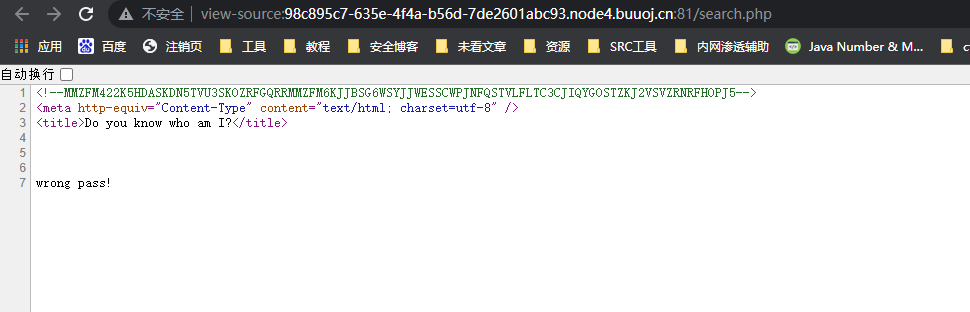 不安全 | view-source:98c895c7-635e-4f4a-b56d-7de2601abc93.node4.buuoj.cn:81/search.php
应用 百度 注销页 工具 教程 安全博客 未看文章 资源 SRC工具 内网渗透辅助 Java Number & M...
自动换行
1 <!--MMZFM422K5HDASKDN5TVU3SKOZRFGQRRMMZFM6KJJBSG6WSYJJWESSCWPJNFQSTVLFLTC3CJIQYGOSTZKJ2VSVZRNRFHOPJ5-->
2 <meta http-equiv="Content-Type" content="text/html; charset=utf-8" />
3 <title>Do you know who am I?</title>
4
5
6
7 wrong pass!